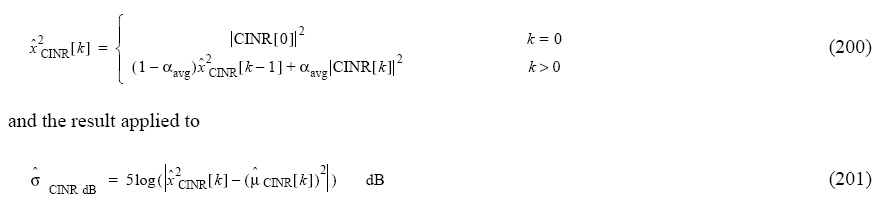 x̂²_CINR[k] = { |CINR[0]|² k = 0 (200)
(1 – α_avg)x̂²_CINR[k – 1] + α_avg|CINR[k]|² k > 0
and the result applied to
σ̂_CINR dB = 5log(|x̂²_CINR[k] – (μ̂_CINR[k])²|) dB (201)